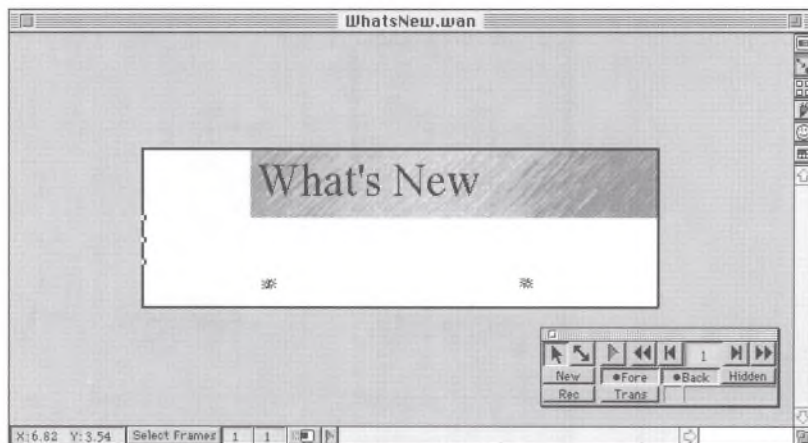 WhatsNew.wan
What's New
1
New
Fore
Back
Hidden
Rec
Trans
X:6.82 Y:3.54
Select Frames
1
1